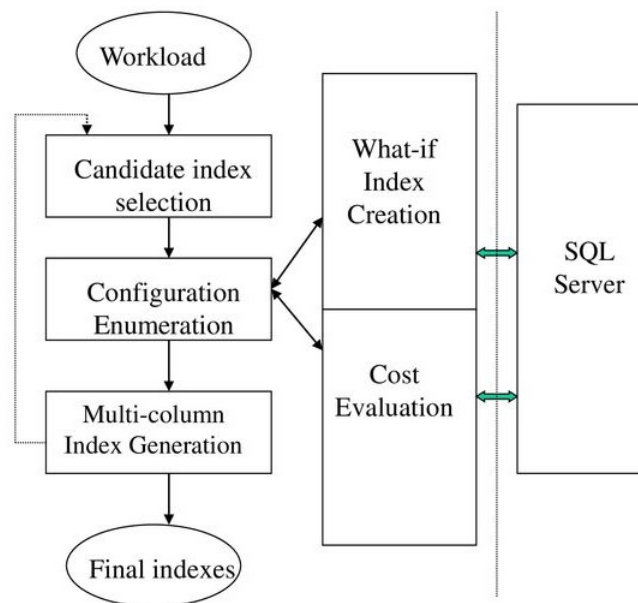 Workload
Candidate index
selection
Configuration
Enumeration
Multi-column
Index Generation
Final indexes
What-if
Index
Creation
Cost
Evaluation
SQL
Server